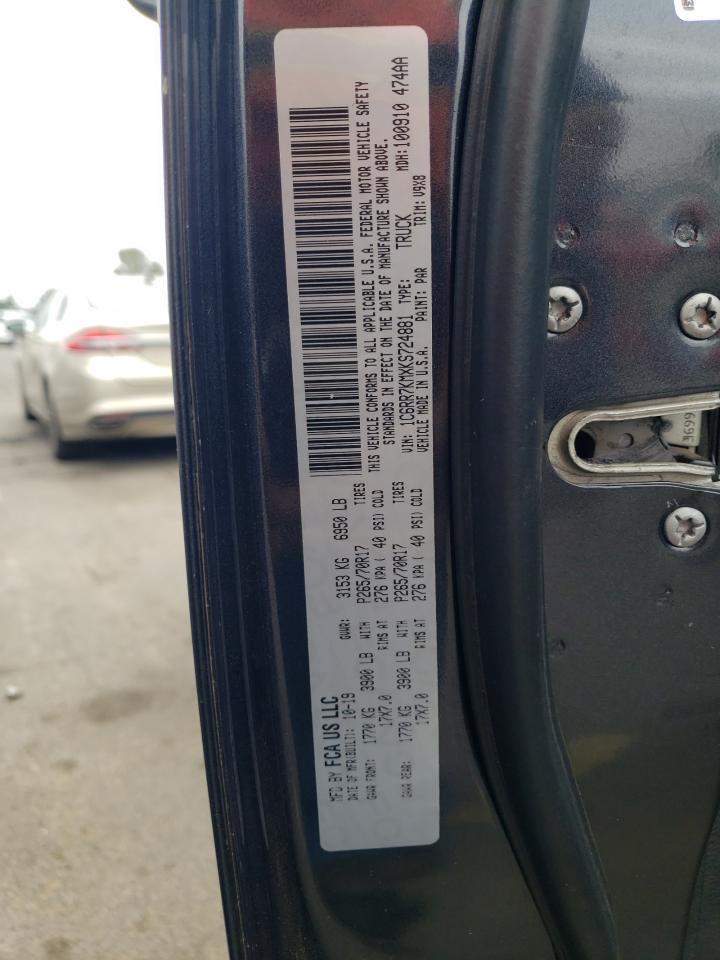 MFD BY FCA US LLC
DATE OF MFR(BUILT): 10-19 GVWR: 3153 KG 6950 LB
GAWR FRONT: 1770 KG 3900 LB WITH P265/70R17 TIRES
17X7.0 RIMS AT 276 KPA ( 40 PSI) COLD
GAWR REAR: 1770 KG 3900 LB WITH P265/70R17 TIRES
17X7.0 RIMS AT 276 KPA ( 40 PSI) COLD
THIS VEHICLE CONFORMS TO ALL APPLICABLE U.S.A. FEDERAL MOTOR VEHICLE SAFETY
STANDARDS IN EFFECT ON THE DATE OF MANUFACTURE SHOWN ABOVE.
VIN: 1C6RR7KMXKS724881 TYPE: TRUCK MDH: 100910 474AA
VEHICLE MADE IN U.S.A. PAINT: PAR TRIM: V9X8